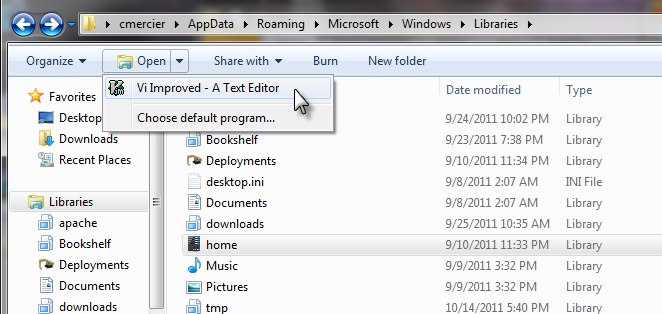 cmercier ▸ AppData ▸ Roaming ▸ Microsoft ▸ Windows ▸ Libraries ▸
Organize Open Share with Burn New folder
Vi Improved - A Text Editor
Choose default program...
Date modified Type
Favorites
Desktop
Downloads
Recent Places
Libraries
apache
Bookshelf
Deployments
Documents
downloads
9/24/2011 10:02 PM Library
Bookshelf 9/23/2011 7:38 PM Library
Deployments 9/10/2011 11:34 PM Library
desktop.ini 9/8/2011 2:07 AM INI File
Documents 9/8/2011 2:07 AM Library
downloads 9/25/2011 10:35 AM Library
home 9/10/2011 11:33 PM Library
Music 9/9/2011 3:32 PM Library
Pictures 9/9/2011 3:32 PM Library
tmp 10/14/2011 5:40 PM Library